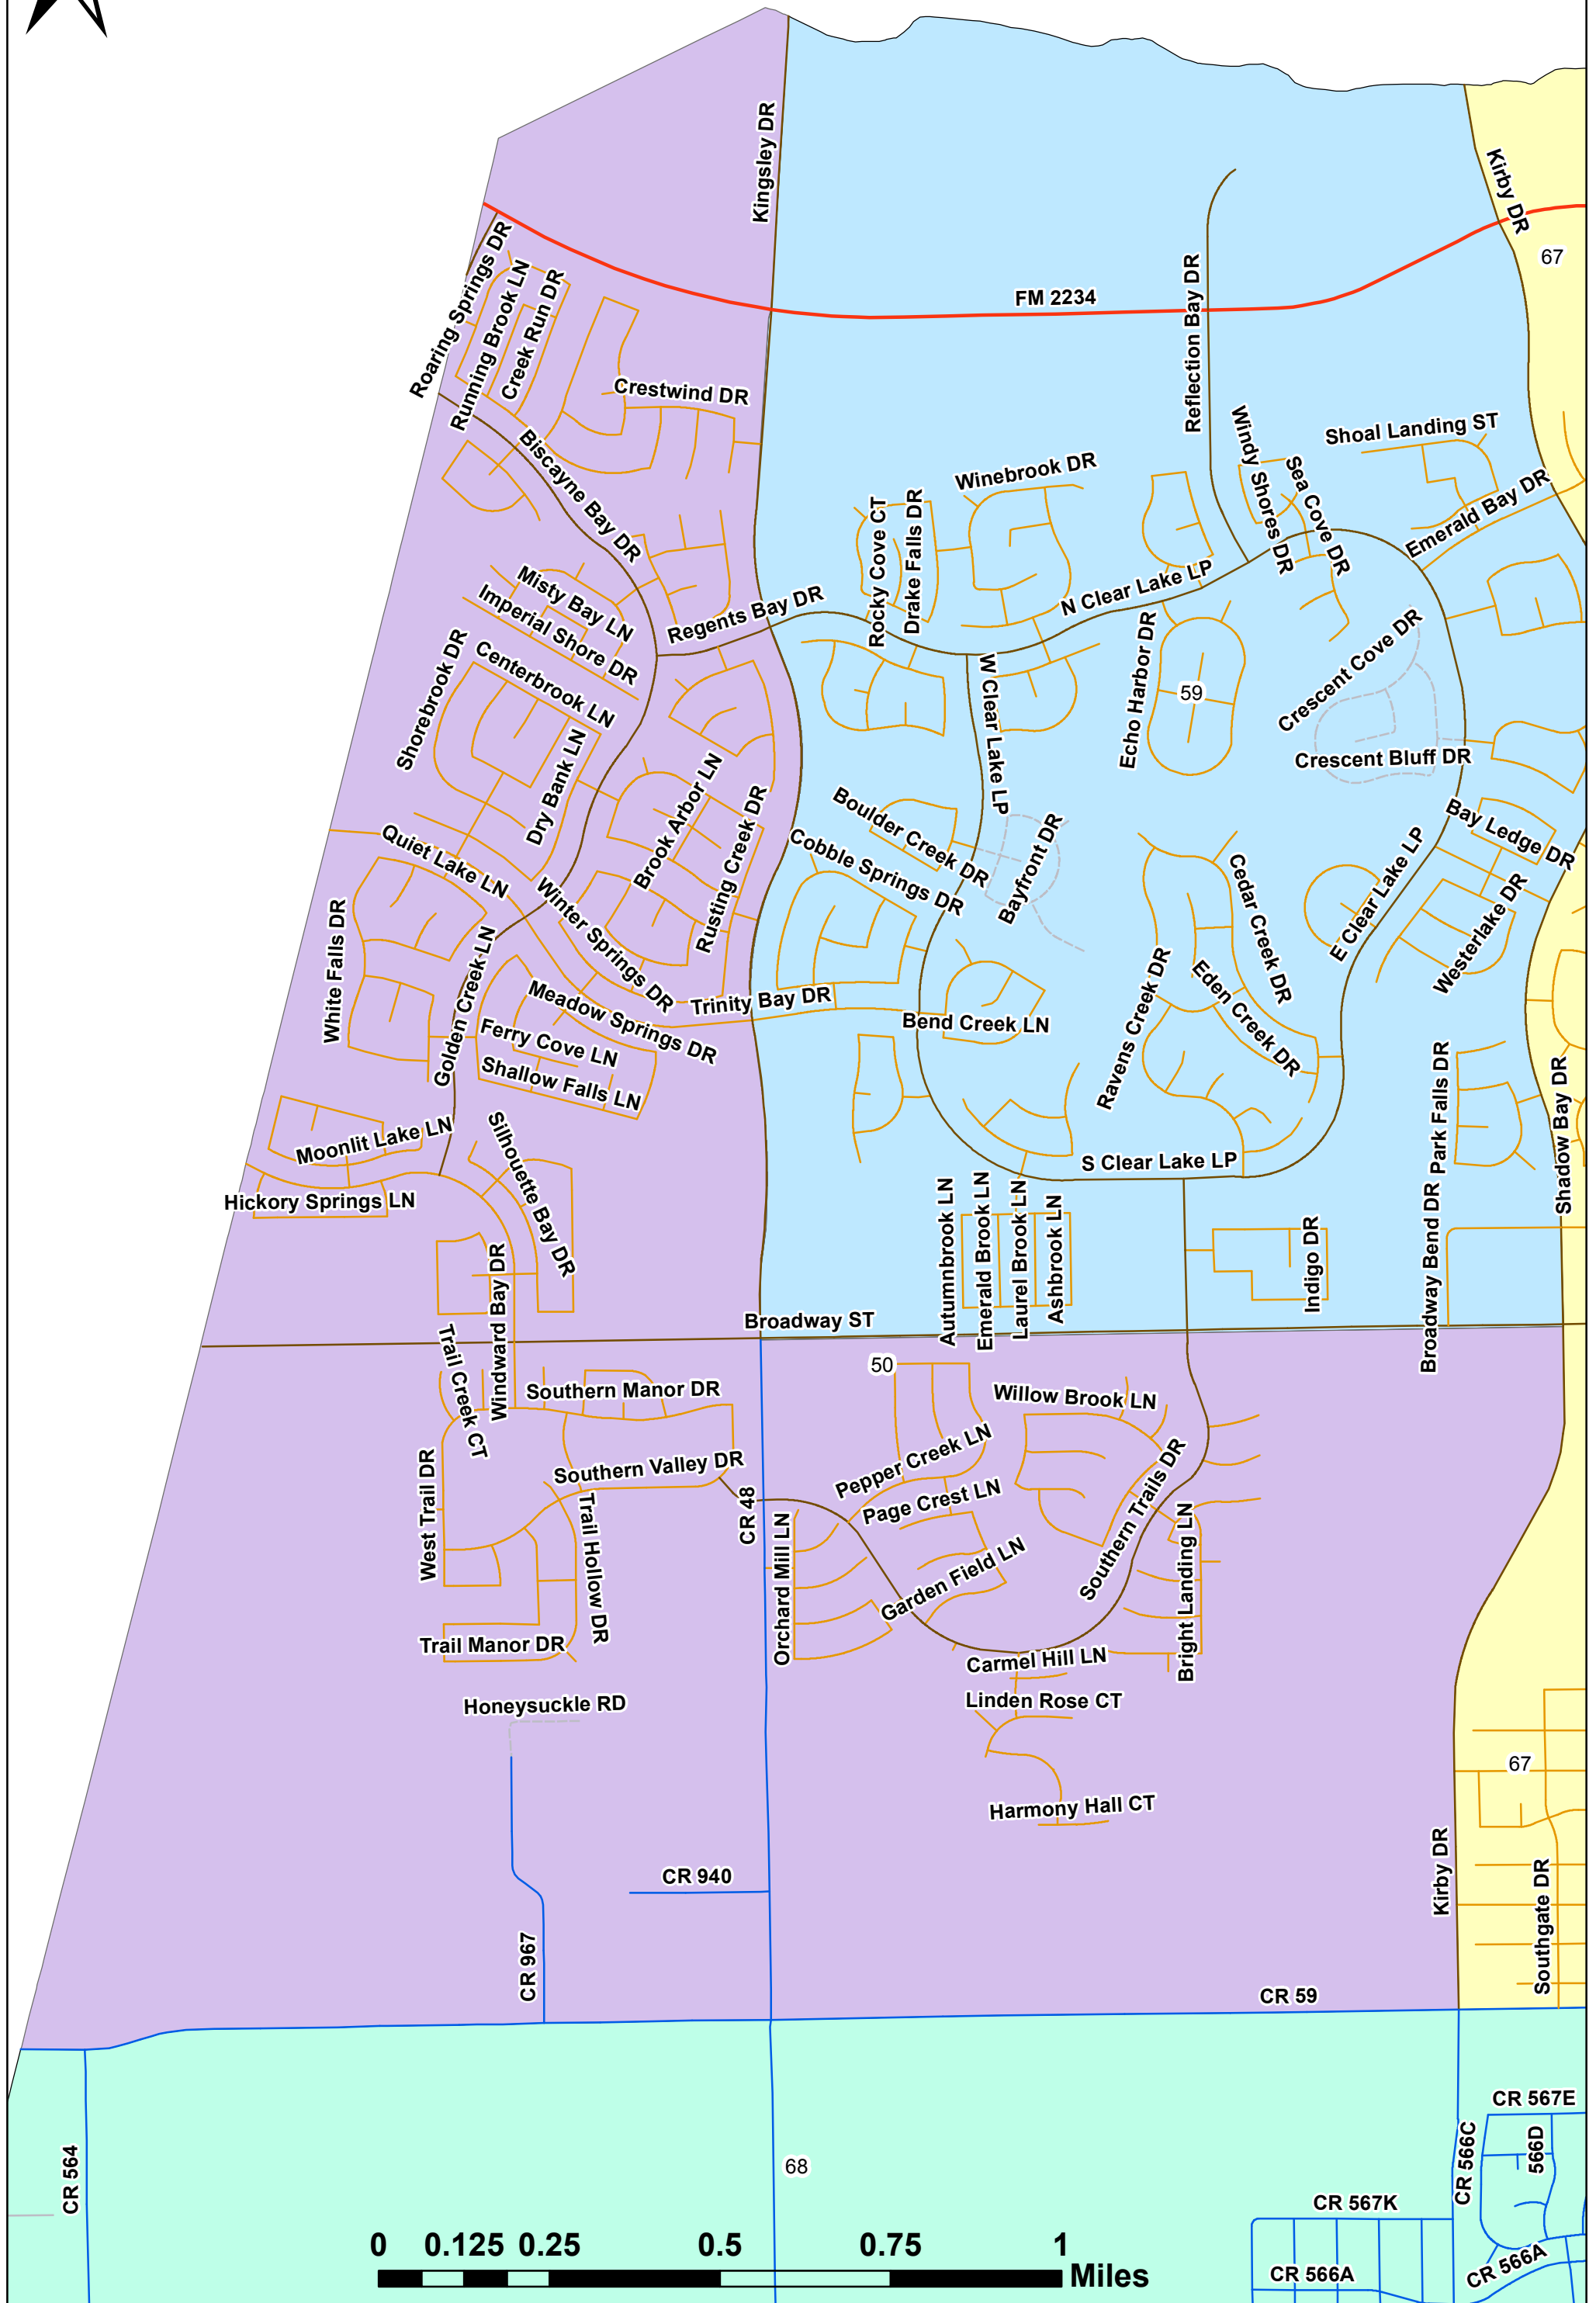 Kingsley DR
Kirby DR
67
Roaring Springs DR
Running Brook LN
Creek Run DR
FM 2234
Reflection Bay DR
Crestwind DR
Biscayne Bay DR
Winebrook DR
Windy Shores DR
Sea Cove DR
Shoal Landing ST
Emerald Bay DR
Rocky Cove CT
Drake Falls DR
Misty Bay LN
Imperial Shore DR
Regents Bay DR
N Clear Lake LP
Shorebrook DR
Centerbrook LN
W Clear Lake LP
Echo Harbor DR
59
Crescent Cove DR
Crescent Bluff DR
Dry Bank LN
Brook Arbor LN
Rusting Creek DR
Boulder Creek DR
Cobble Springs DR
Bayfront DR
Bay Ledge DR
Quiet Lake LN
Winter Springs DR
Cedar Creek DR
E Clear Lake LP
Westerlake DR
White Falls DR
Golden Creek LN
Meadow Springs DR
Trinity Bay DR
Bend Creek LN
Ravens Creek DR
Eden Creek DR
Ferry Cove LN
Shallow Falls LN
Park Falls DR
Shadow Bay DR
Moonlit Lake LN
Silhouette Bay DR
S Clear Lake LP
Hickory Springs LN
Windward Bay DR
Autumnbrook LN
Emerald Brook LN
Laurel Brook LN
Ashbrook LN
Indigo DR
Broadway Bend DR
Broadway ST
Trail Creek CT
50
Southern Manor DR
Willow Brook LN
Southern Valley DR
Pepper Creek LN
Page Crest LN
West Trail DR
Trail Hollow DR
CR 48
Orchard Mill LN
Garden Field LN
Southern Trails DR
Bright Landing LN
Trail Manor DR
Carmel Hill LN
Honeysuckle RD
Linden Rose CT
67
Harmony Hall CT
CR 940
Kirby DR
Southgate DR
CR 967
CR 59
CR 567E
CR 564
68
CR 566C
566D
CR 567K
CR 566A
CR 566A
0 0.125 0.25 0.5 0.75 1
Miles